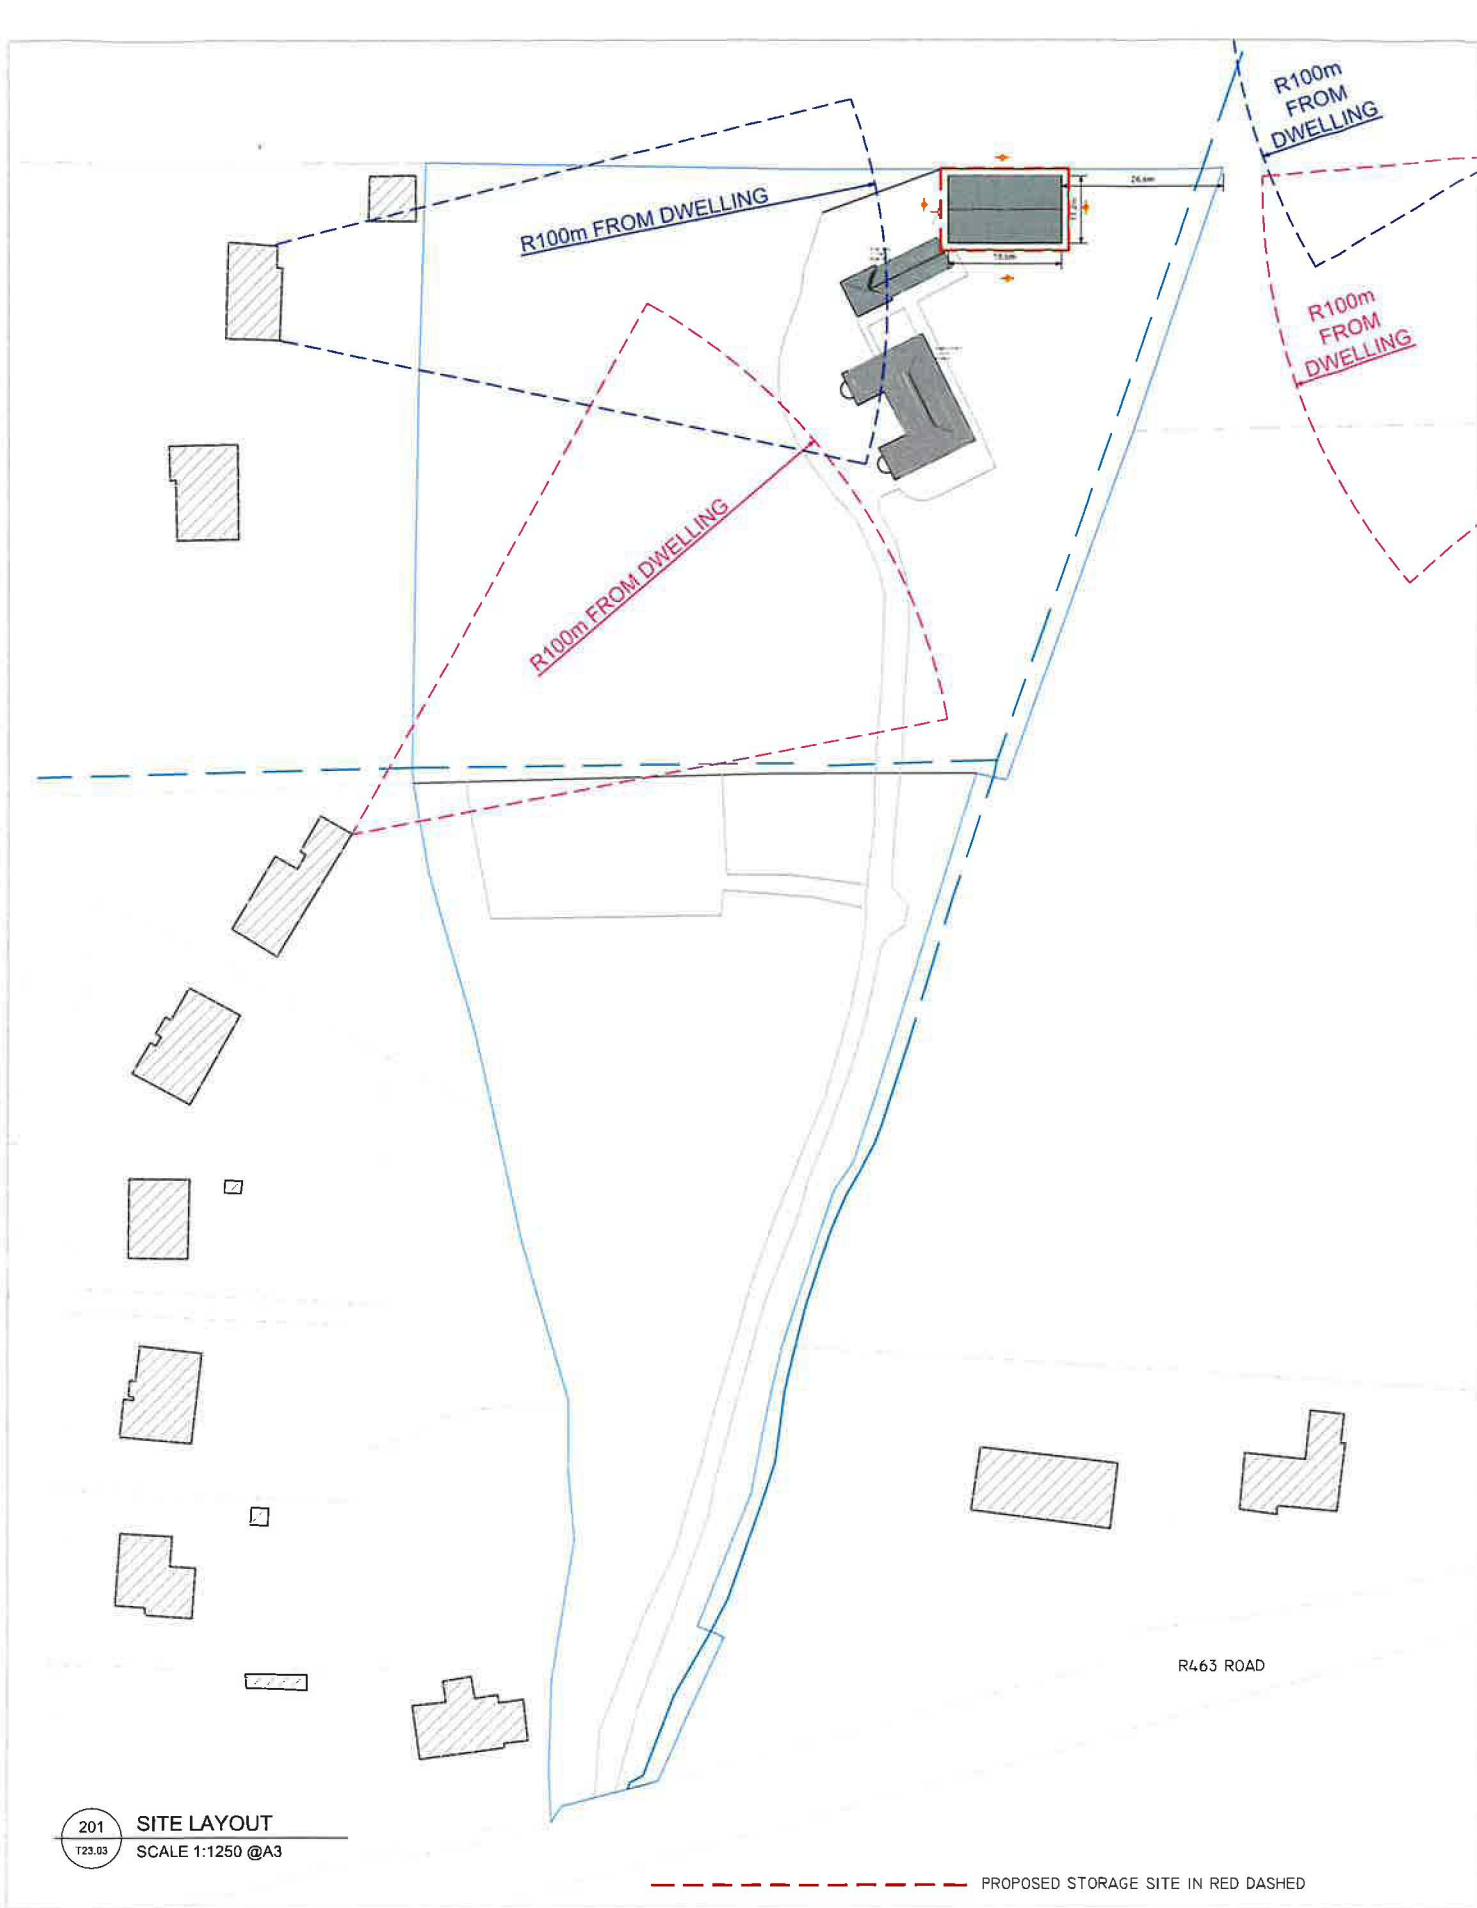 R100m
FROM
DWELLING
R100m FROM DWELLING
R100m
FROM
DWELLING
R100m FROM DWELLING
R463 ROAD
201
T23.03
SITE LAYOUT
SCALE 1:1250 @A3
PROPOSED STORAGE SITE IN RED DASHED